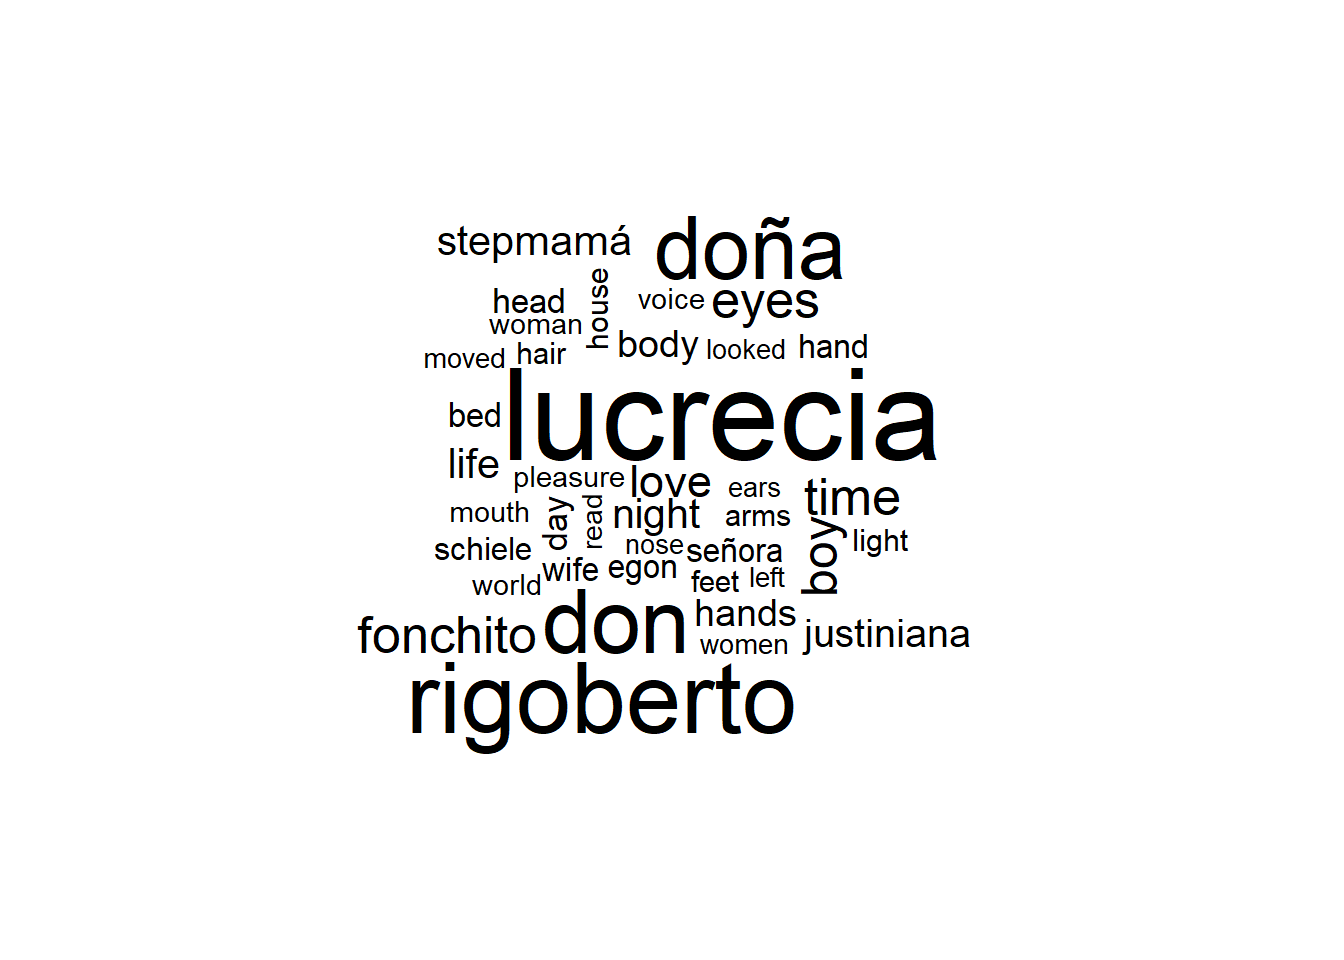 stepmamá doña
head house voice eyes
woman
moved hair body looked hand
bed lucrecia
life pleasure love ears time
mouth day read night arms boy light
schiele nose señora
world wife egon feet left
fonchito don hands justiniana
women
rigoberto